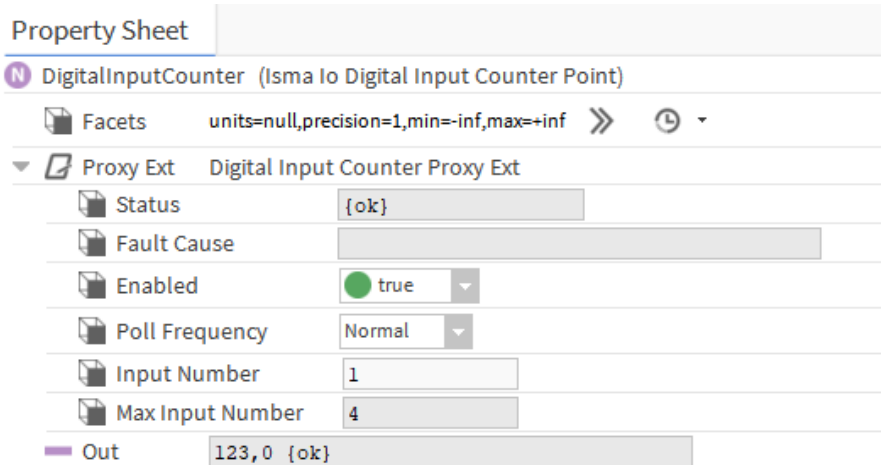 Property Sheet
N DigitalInputCounter (Isma Io Digital Input Counter Point)
Facets units=null,precision=1,min=-inf,max=+inf
Proxy Ext Digital Input Counter Proxy Ext
Status {ok}
Fault Cause
Enabled true
Poll Frequency Normal
Input Number 1
Max Input Number 4
Out 123,0 {ok}